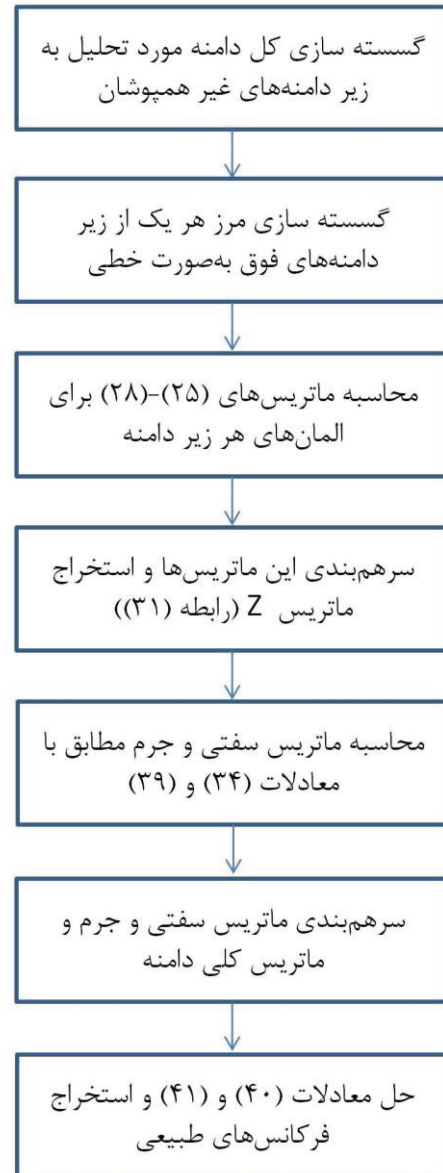 گسسته سازی کل دامنه مورد تحلیل به
زیر دامنه‌های غیر همپوشان
گسسته سازی مرز هر یک از زیر
دامنه‌های فوق به‌صورت خطی
محاسبه ماتریس‌های (۲۵)-(۲۸) برای
المان‌های هر زیر دامنه
سرهم‌بندی این ماتریس‌ها و استخراج
ماتریس Z (رابطه (۳۱))
محاسبه ماتریس سفتی و جرم مطابق با
معادلات (۳۴) و (۳۹)
سرهم‌بندی ماتریس سفتی و جرم و
ماتریس کلی دامنه
حل معادلات (۴۰) و (۴۱) و استخراج
فرکانس‌های طبیعی